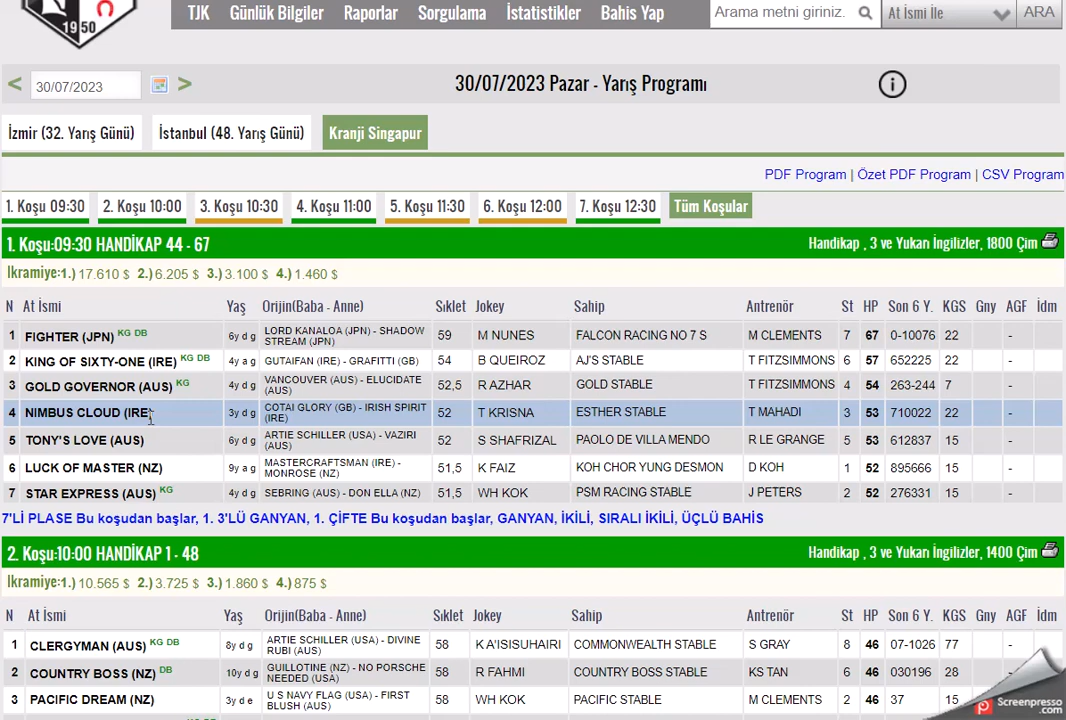 19 50
TJK Günlük Bilgiler Raporlar Sorgulama İstatistikler Bahis Yap Arama metni giriniz. At İsmi İle ARA
< 30/07/2023 > 30/07/2023 Pazar - Yarış Programı i
İzmir (32. Yarış Günü) İstanbul (48. Yarış Günü) Kranji Singapur
PDF Program | Özet PDF Program | CSV Program
1. Koşu 09:30 2. Koşu 10:00 3. Koşu 10:30 4. Koşu 11:00 5. Koşu 11:30 6. Koşu 12:00 7. Koşu 12:30 Tüm Koşular
1. Koşu:09:30 HANDİKAP 44 - 67 Handikap , 3 ve Yukarı İngilizler, 1800 Çim
Ikramiye:1.) 17.610 $ 2.) 6.205 $ 3.) 3.100 $ 4.) 1.460 $
N At İsmi Yaş Orijin(Baba - Anne) Sıklet Jokey Sahip Antrenör St HP Son 6 Y. KGS Gny AGF İdm
1 FIGHTER (JPN) KG DB 6y d g LORD KANALOA (JPN) - SHADOW STREAM (JPN) 59 M NUNES FALCON RACING NO 7 S M CLEMENTS 7 67 0-10076 22 -
2 KING OF SIXTY-ONE (IRE) KG DB 4y a g GUTAIFAN (IRE) - GRAFITTI (GB) 54 B QUEIROZ AJ'S STABLE T FITZSIMMONS 6 57 652225 22 -
3 GOLD GOVERNOR (AUS) KG 4y d g VANCOUVER (AUS) - ELUCIDATE (AUS) 52,5 R AZHAR GOLD STABLE T FITZSIMMONS 4 54 263-244 7 -
4 NIMBUS CLOUD (IRE) 3y d g COTAI GLORY (GB) - IRISH SPIRIT (IRE) 52 T KRISNA ESTHER STABLE T MAHADI 3 53 710022 22 -
5 TONY'S LOVE (AUS) 6y d g ARTIE SCHILLER (USA) - VAZIRI (AUS) 52 S SHAFRIZAL PAOLO DE VILLA MENDO R LE GRANGE 5 53 612837 15 -
6 LUCK OF MASTER (NZ) 9y a g MASTERCRAFTSMAN (IRE) - MONROSE (NZ) 51,5 K FAIZ KOH CHOR YUNG DESMON D KOH 1 52 895666 15 -
7 STAR EXPRESS (AUS) KG 4y d g SEBRING (AUS) - DON ELLA (NZ) 51,5 WH KOK PSM RACING STABLE J PETERS 2 52 276331 15 -
7'Lİ PLASE Bu koşudan başlar, 1. 3'LÜ GANYAN, 1. ÇİFTE Bu koşudan başlar, GANYAN, İKİLİ, SIRALI İKİLİ, ÜÇLÜ BAHİS
2. Koşu:10:00 HANDİKAP 1 - 48 Handikap , 3 ve Yukarı İngilizler, 1400 Çim
Ikramiye:1.) 10.565 $ 2.) 3.725 $ 3.) 1.860 $ 4.) 875 $
N At İsmi Yaş Orijin(Baba - Anne) Sıklet Jokey Sahip Antrenör St HP Son 6 Y. KGS Gny AGF İdm
1 CLERGYMAN (AUS) KG DB 8y d g ARTIE SCHILLER (USA) - DIVINE RUBI (AUS) 58 K A'ISISUHAIRI COMMONWEALTH STABLE S GRAY 8 46 07-1026 77 -
2 COUNTRY BOSS (NZ) DB 10y d g GUILLOTINE (NZ) - NO PORSCHE NEEDED (USA) 58 R FAHMI COUNTRY BOSS STABLE KS TAN 6 46 030196 28 -
3 PACIFIC DREAM (NZ) 3y d e U S NAVY FLAG (USA) - FIRST BLUSH (AUS) 58 WH KOK PACIFIC STABLE M CLEMENTS 2 46 37 15
Screenpresso
.com